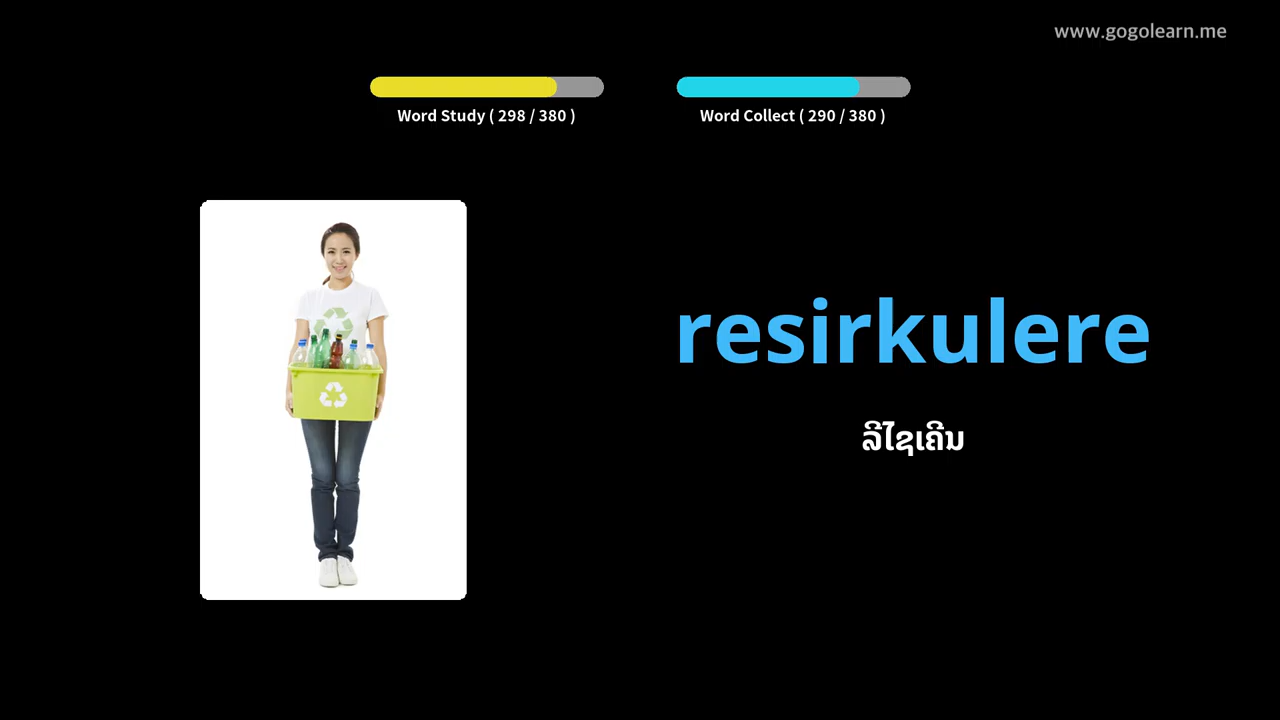 www.gogolearn.me
Word Study ( 298 / 380 )
Word Collect ( 290 / 380 )
resirkulere
ລີໄຊເຄີນ